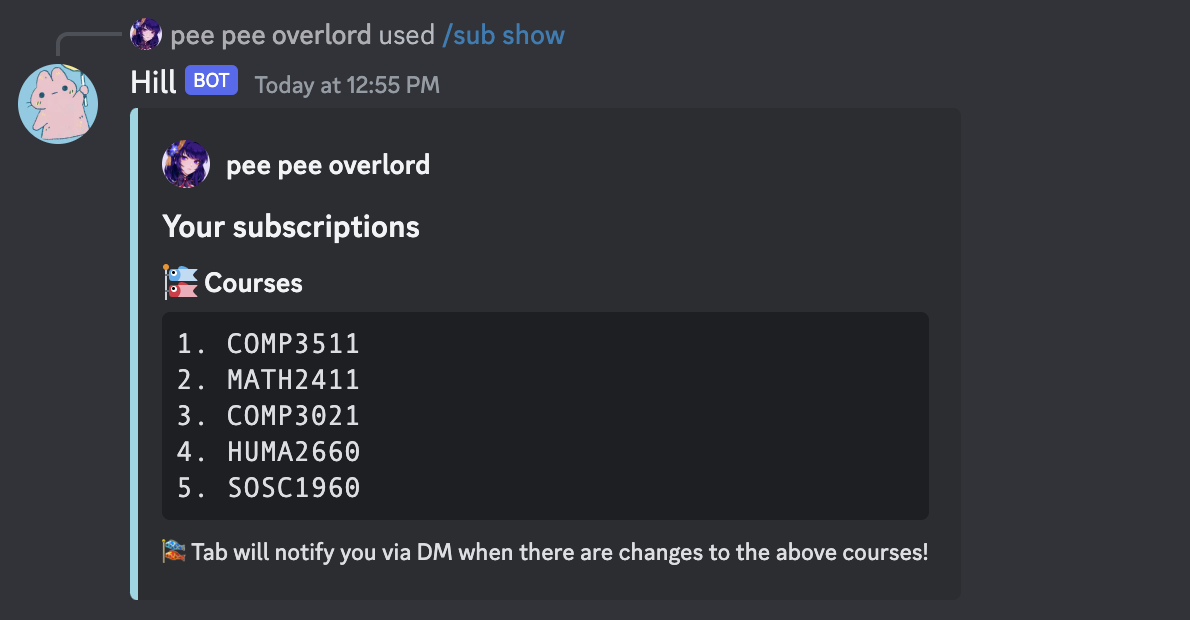 pee pee overlord used /sub show
Hill BOT Today at 12:55 PM
pee pee overlord
Your subscriptions
Courses
1. COMP3511
2. MATH2411
3. COMP3021
4. HUMA2660
5. SOSC1960
Tab will notify you via DM when there are changes to the above courses!